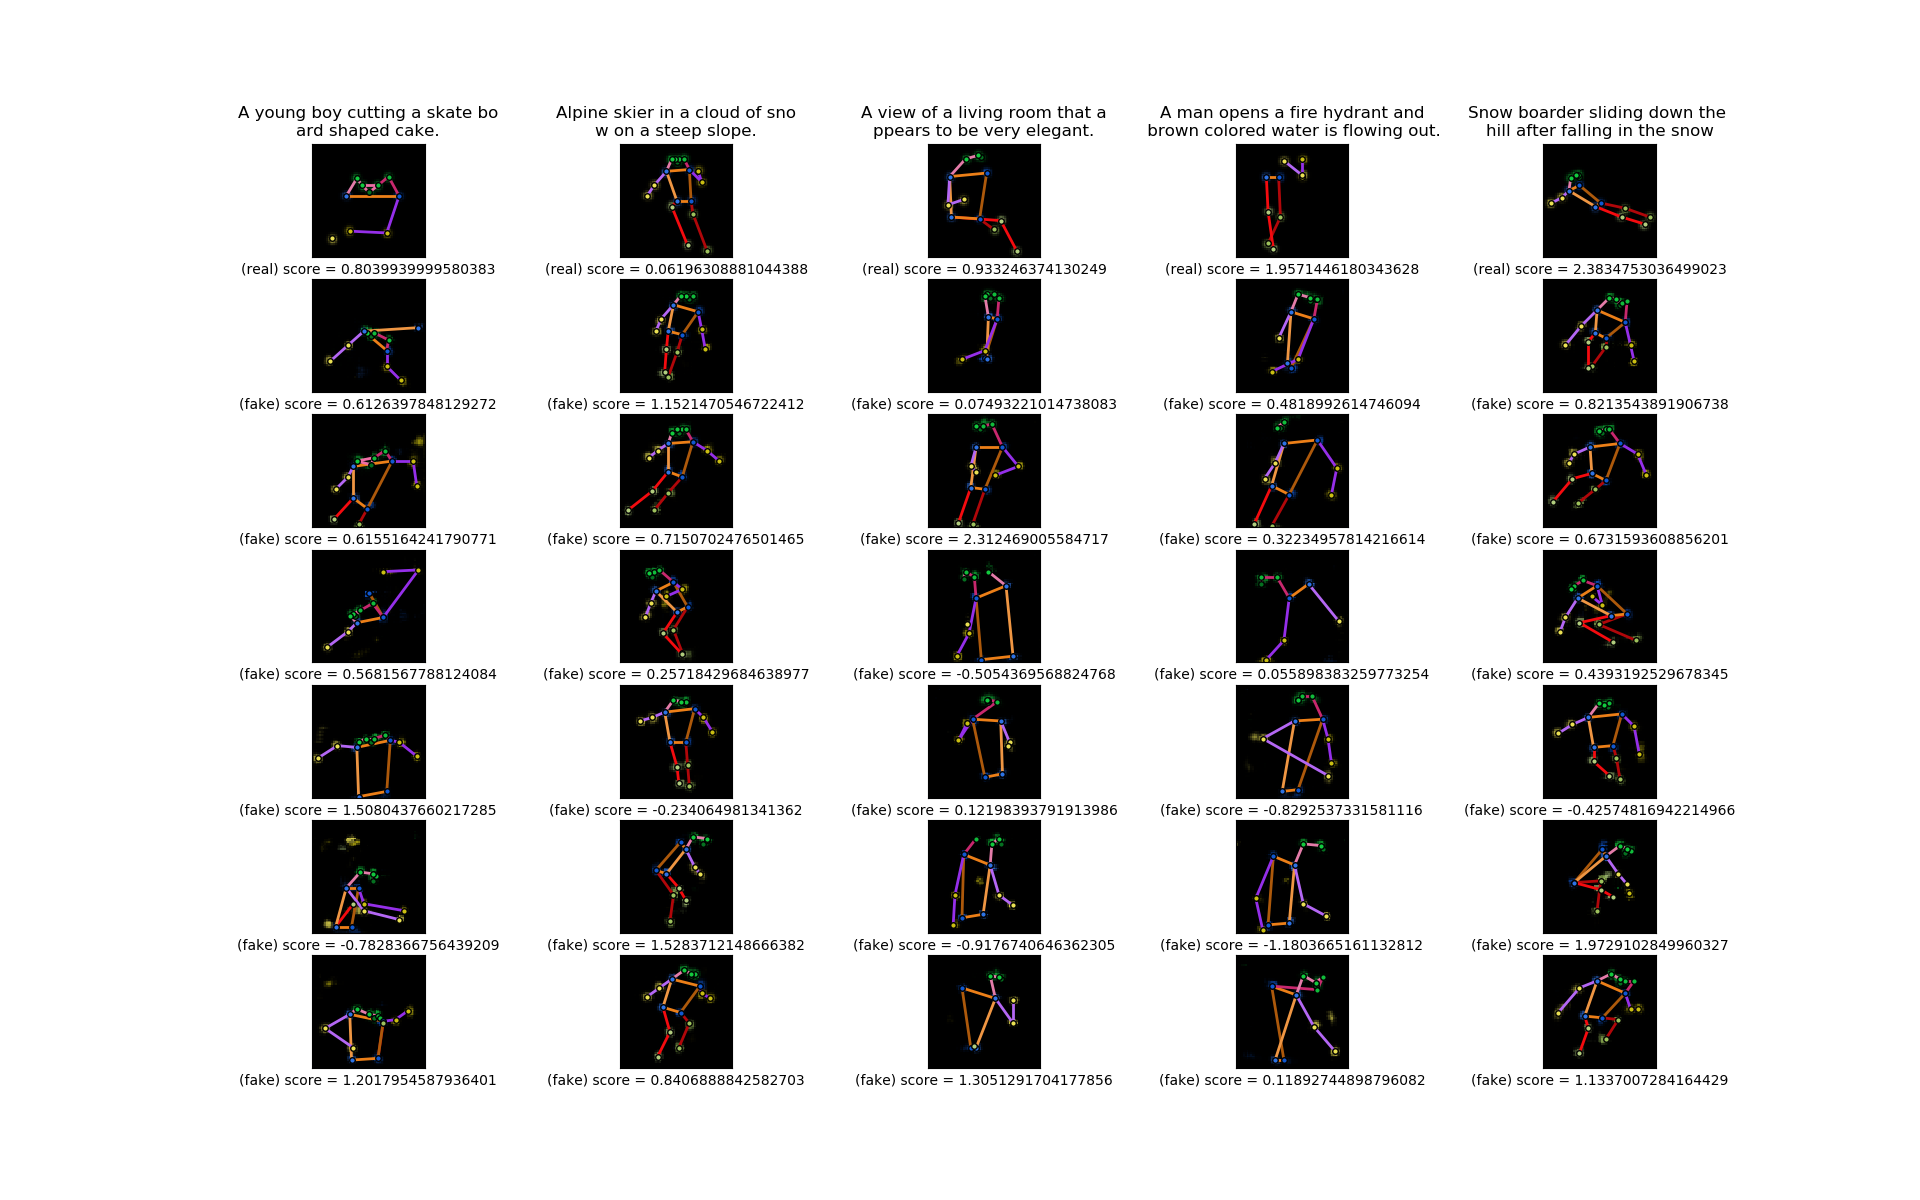 A young boy cutting a skate bo
ard shaped cake.
Alpine skier in a cloud of sno
w on a steep slope.
A view of a living room that a
ppears to be very elegant.
A man opens a fire hydrant and
brown colored water is flowing out.
Snow boarder sliding down the
hill after falling in the snow
(real) score = 0.8039939999580383
(real) score = 0.06196308881044388
(real) score = 0.933246374130249
(real) score = 1.9571446180343628
(real) score = 2.3834753036499023
(fake) score = 0.6126397848129272
(fake) score = 1.1521470546722412
(fake) score = 0.07493221014738083
(fake) score = 0.4818992614746094
(fake) score = 0.8213543891906738
(fake) score = 0.6155164241790771
(fake) score = 0.7150702476501465
(fake) score = 2.312469005584717
(fake) score = 0.32234957814216614
(fake) score = 0.6731593608856201
(fake) score = 0.5681567788124084
(fake) score = 0.25718429684638977
(fake) score = -0.5054369568824768
(fake) score = 0.055898383259773254
(fake) score = 0.4393192529678345
(fake) score = 1.5080437660217285
(fake) score = -0.234064981341362
(fake) score = 0.12198393791913986
(fake) score = -0.8292537331581116
(fake) score = -0.42574816942214966
(fake) score = -0.7828366756439209
(fake) score = 1.5283712148666382
(fake) score = -0.9176740646362305
(fake) score = -1.1803665161132812
(fake) score = 1.9729102849960327
(fake) score = 1.2017954587936401
(fake) score = 0.8406888842582703
(fake) score = 1.3051291704177856
(fake) score = 0.11892744898796082
(fake) score = 1.1337007284164429